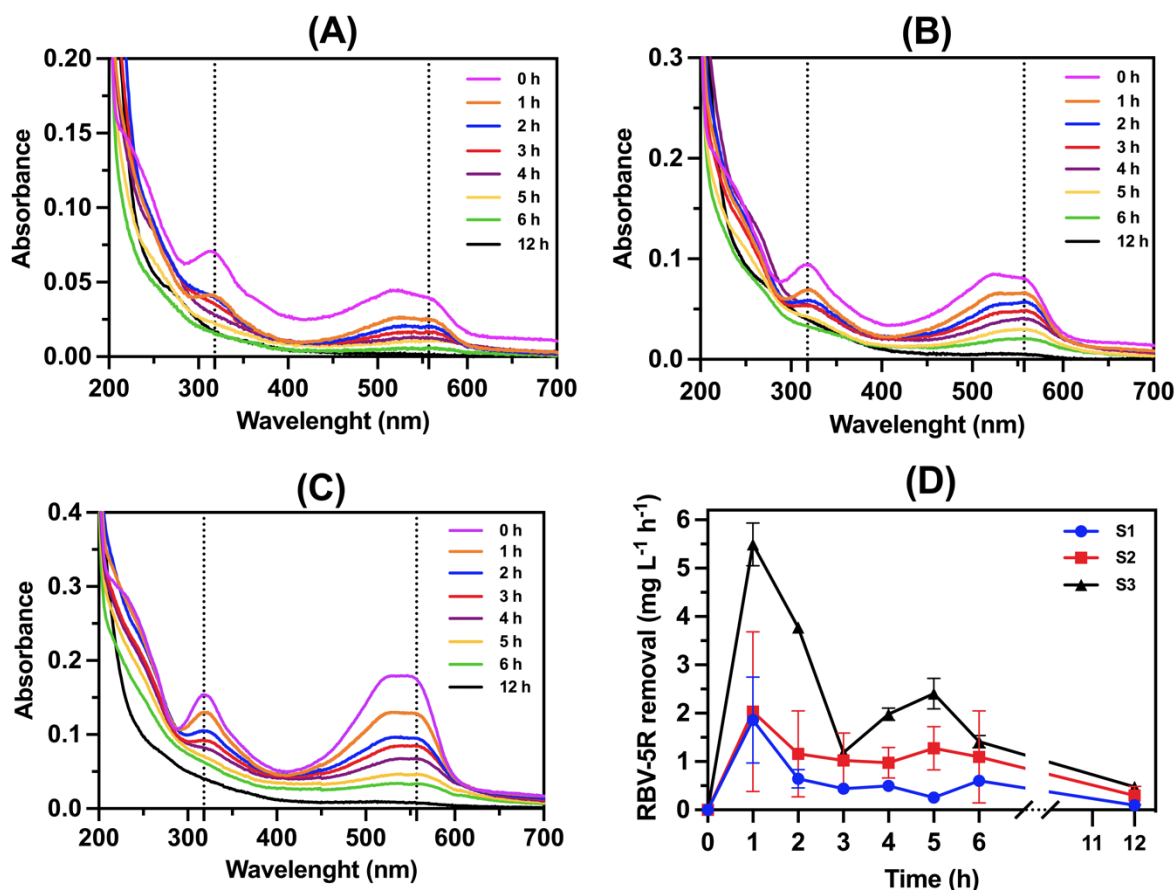 (A)
0.20
0.15
0.10
0.05
0.00
Absorbance
200 300 400 500 600 700
Wavelenght (nm)
0 h
1 h
2 h
3 h
4 h
5 h
6 h
12 h
(B)
0.3
0.2
0.1
0.0
Absorbance
200 300 400 500 600 700
Wavelenght (nm)
0 h
1 h
2 h
3 h
4 h
5 h
6 h
12 h
(C)
0.4
0.3
0.2
0.1
0.0
Absorbance
200 300 400 500 600 700
Wavelenght (nm)
0 h
1 h
2 h
3 h
4 h
5 h
6 h
12 h
(D)
6
5
4
3
2
1
0
RBV-5R removal (mg L⁻¹ h⁻¹)
0 1 2 3 4 5 6 11 12
Time (h)
S1
S2
S3